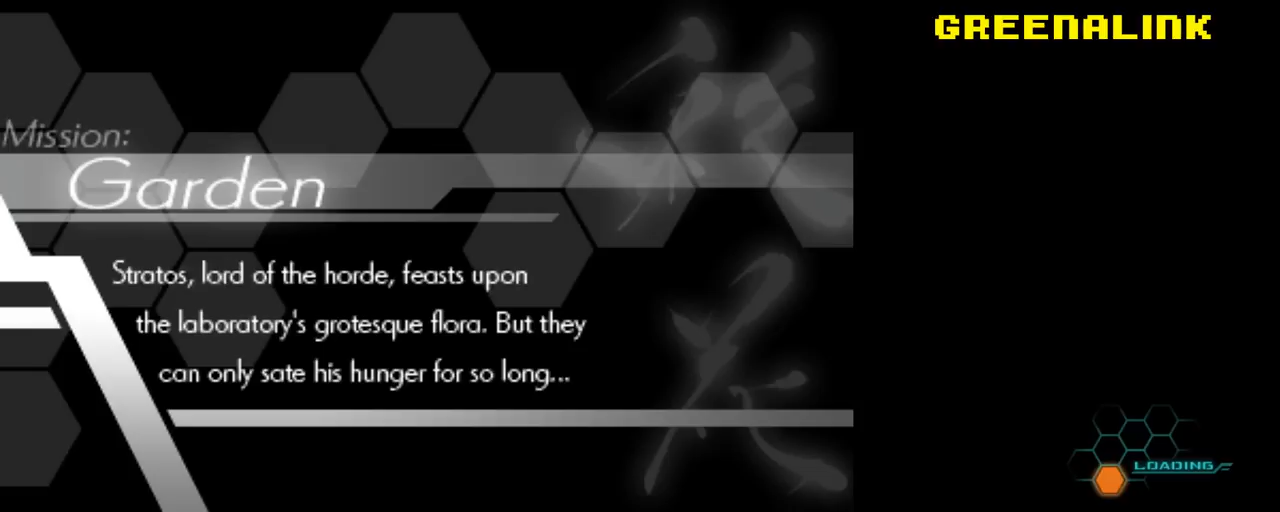 GREENALINK
Mission:
Garden
Stratos, lord of the horde, feasts upon
the laboratory's grotesque flora. But they
can only sate his hunger for so long...
LOADING